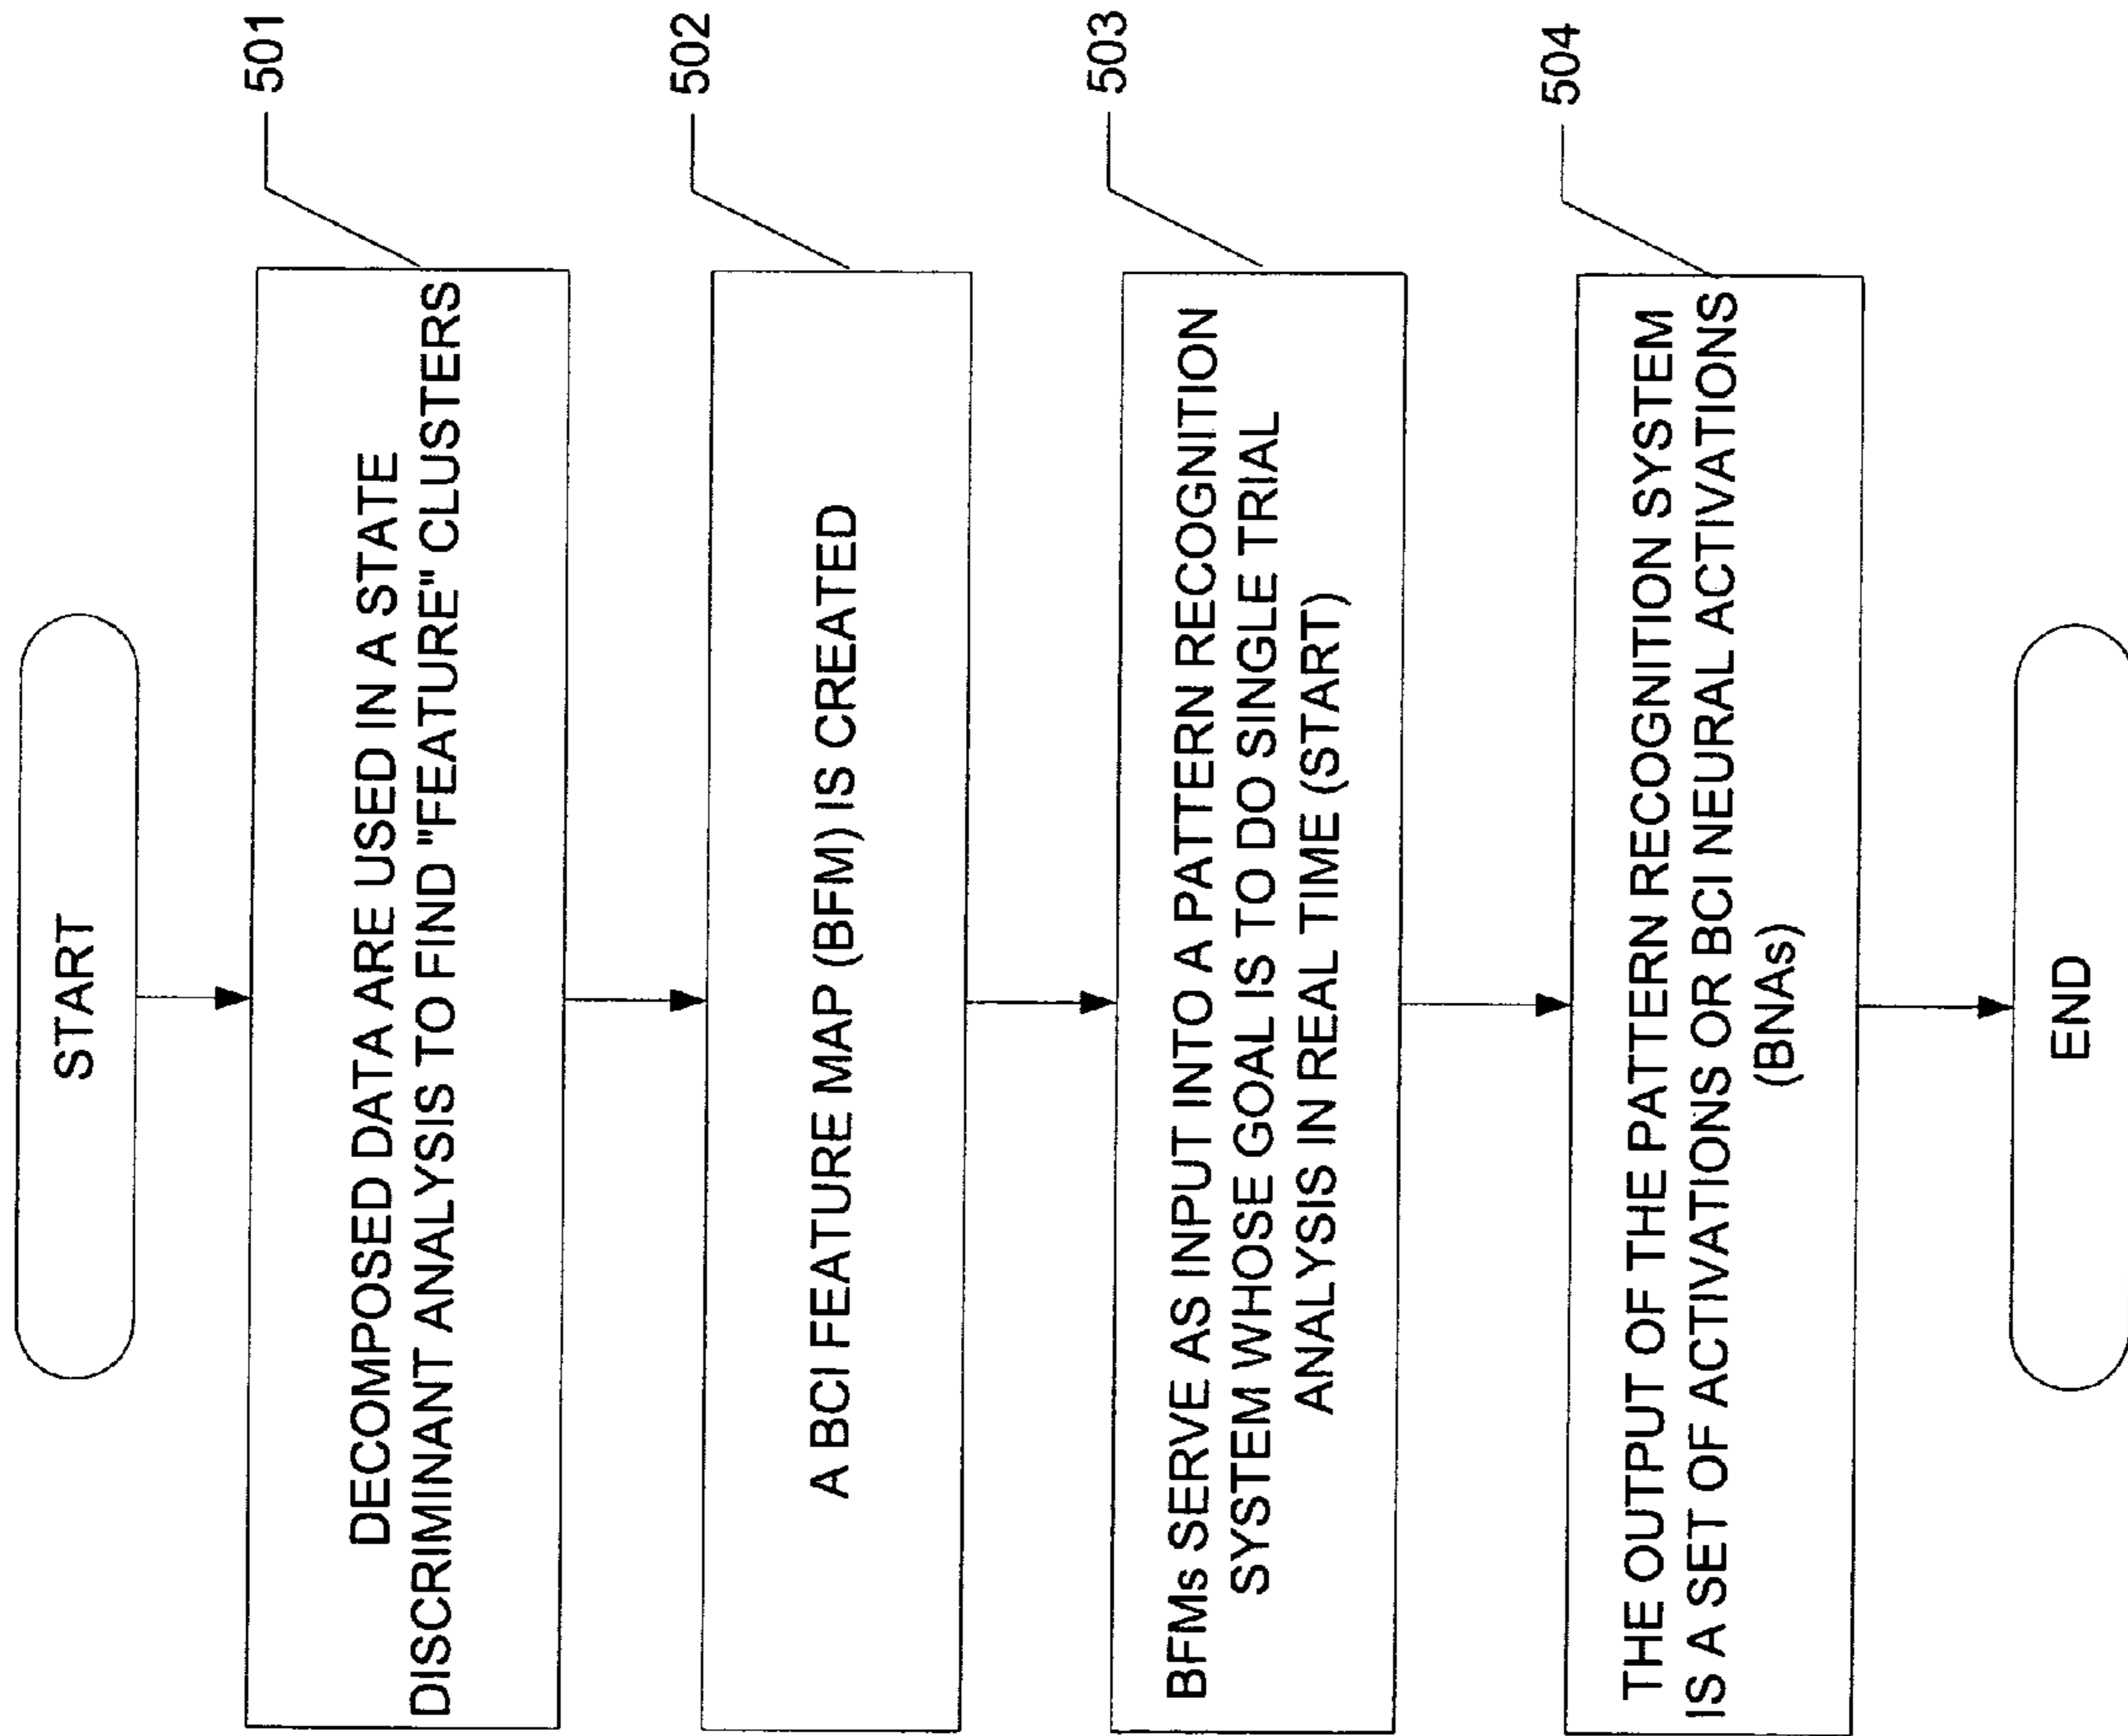 START
501
DECOMPOSED DATA ARE USED IN A STATE
DISCRIMINANT ANALYSIS TO FIND "FEATURE" CLUSTERS
502
A BCI FEATURE MAP (BFM) IS CREATED
503
BFMs SERVE AS INPUT INTO A PATTERN RECOGNITION
SYSTEM WHOSE GOAL IS TO DO SINGLE TRIAL
ANALYSIS IN REAL TIME (START)
504
THE OUTPUT OF THE PATTERN RECOGNITION SYSTEM
IS A SET OF ACTIVATIONS OR BCI NEURAL ACTIVATIONS
(BNAs)
END